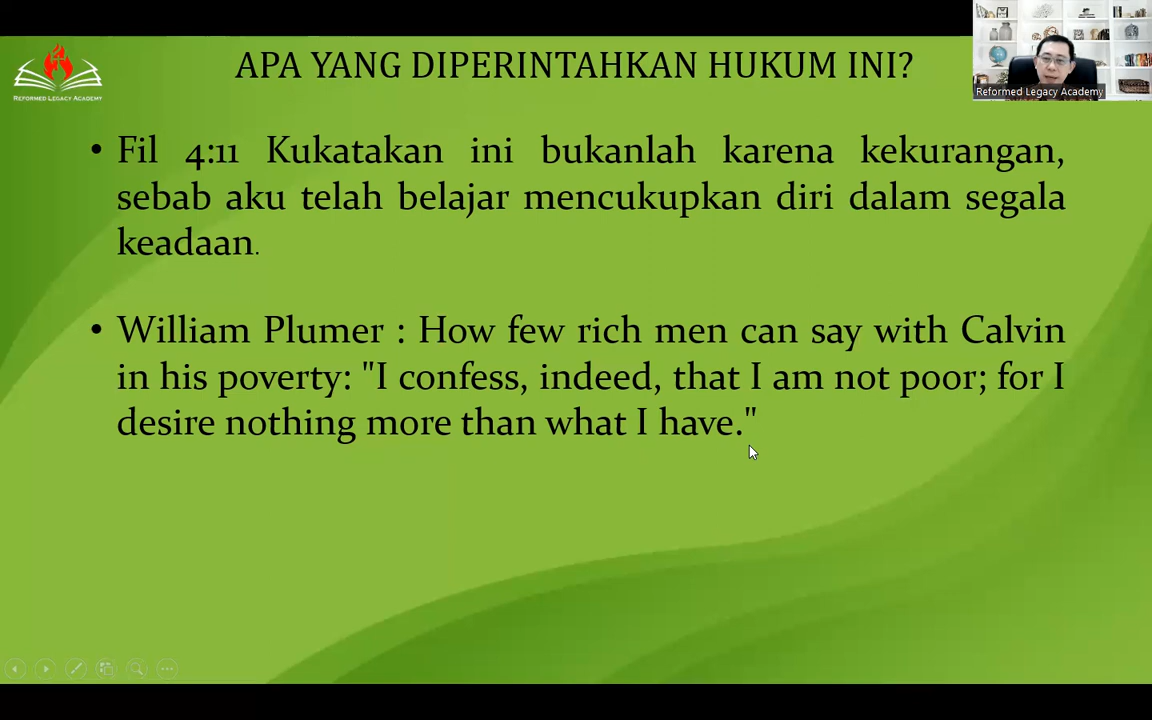 APA YANG DIPERINTAHKAN HUKUM INI?
REFORMED LEGACY ACADEMY
Reformed Legacy Academy
• Fil 4:11 Kukatakan ini bukanlah karena kekurangan,
sebab aku telah belajar mencukupkan diri dalam segala
keadaan.
• William Plumer : How few rich men can say with Calvin
in his poverty: "I confess, indeed, that I am not poor; for I
desire nothing more than what I have."